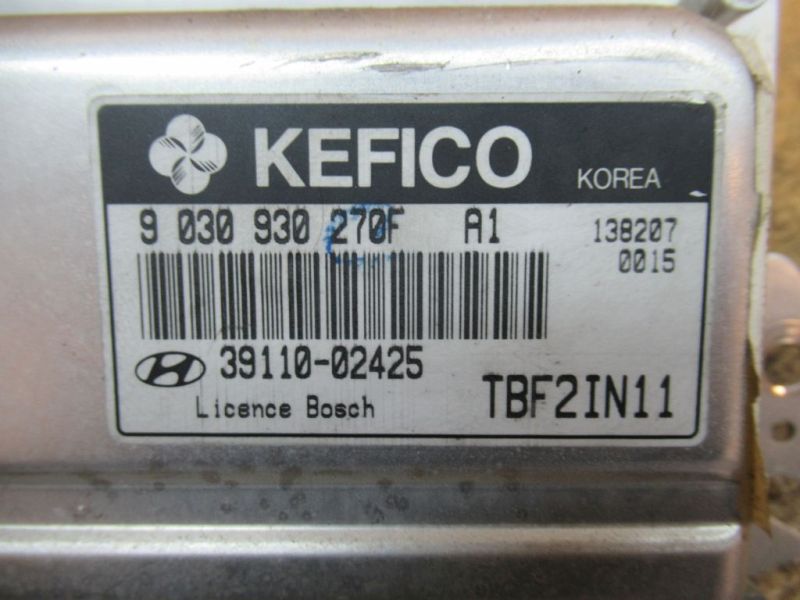 KEFICO KOREA
9 030 930 270F A1 138207
0015
39110-02425
Licence Bosch TBF2IN11